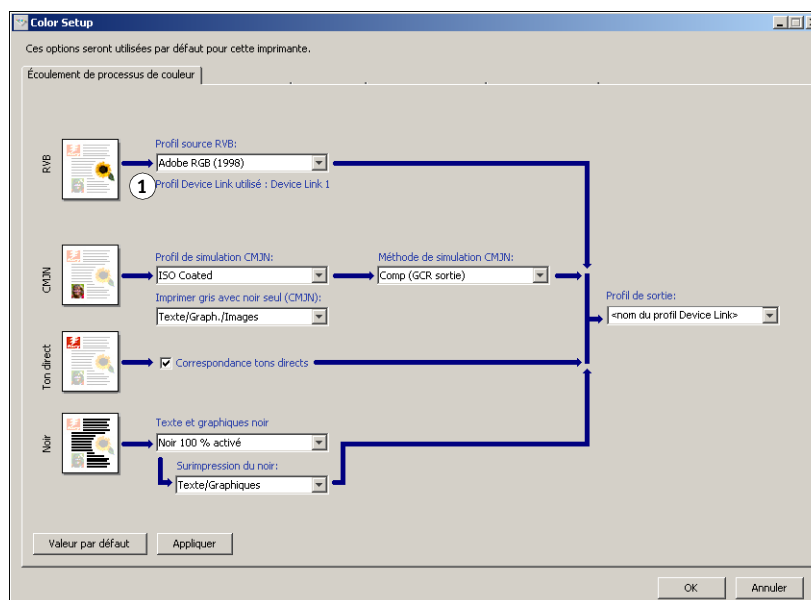 Color Setup
Ces options seront utilisées par défaut pour cette imprimante.
Écoulement de processus de couleur
RVB
Profil source RVB:
Adobe RGB (1998)
1
Profil Device Link utilisé : Device Link 1
CMJN
Profil de simulation CMJN:
ISO Coated
Méthode de simulation CMJN:
Comp (GCR sortie)
Imprimer gris avec noir seul (CMJN):
Texte/Graph./Images
Profil de sortie:
<nom du profil Device Link>
Ton direct
Correspondance tons directs
Noir
Texte et graphiques noir
Noir 100 % activé
Surimpression du noir:
Texte/Graphiques
Valeur par défaut
Appliquer
OK
Annuler